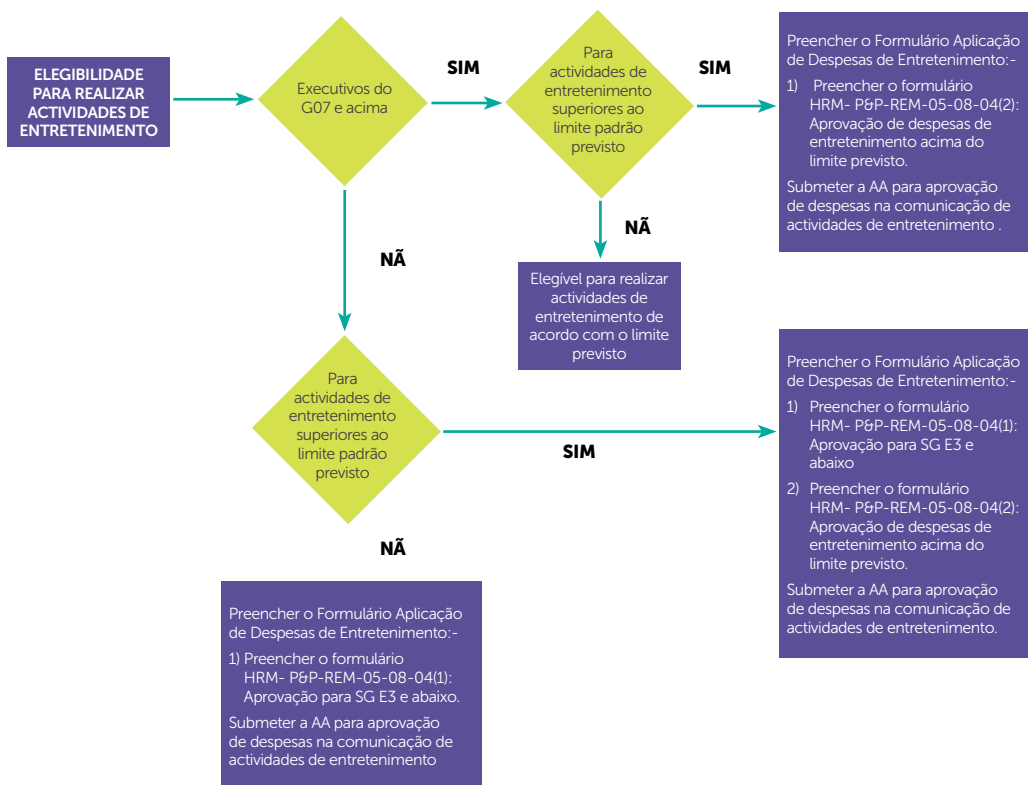 ELEGIBILIDADE
PARA REALIZAR
ACTIVIDADES DE
ENTRETENIMENTO
Executivos do
G07 e acima
SIM
Para
actividades de
entretenimento
superiores ao
limite padrão
previsto
SIM
Preencher o Formulário Aplicação
de Despesas de Entretenimento:-
1) Preencher o formulário
HRM- P&P-REM-05-08-04(2):
Aprovação de despesas de
entretenimento acima do
limite previsto.
Submeter a AA para aprovação
de despesas na comunicação de
actividades de entretenimento .
NÃ
Elegível para realizar
actividades de
entretenimento de
acordo com o limite
previsto
NÃ
Para
actividades de
entretenimento
superiores ao
limite padrão
previsto
SIM
Preencher o Formulário Aplicação
de Despesas de Entretenimento:-
1) Preencher o formulário
HRM- P&P-REM-05-08-04(1):
Aprovação para SG E3 e
abaixo
2) Preencher o formulário
HRM- P&P-REM-05-08-04(2):
Aprovação de despesas de
entretenimento acima do
limite previsto.
Submeter a AA para aprovação
de despesas na comunicação de
actividades de entretenimento.
NÃ
Preencher o Formulário Aplicação
de Despesas de Entretenimento:-
1) Preencher o formulário
HRM- P&P-REM-05-08-04(1):
Aprovação para SG E3 e abaixo.
Submeter a AA para aprovação
de despesas na comunicação de
actividades de entretenimento